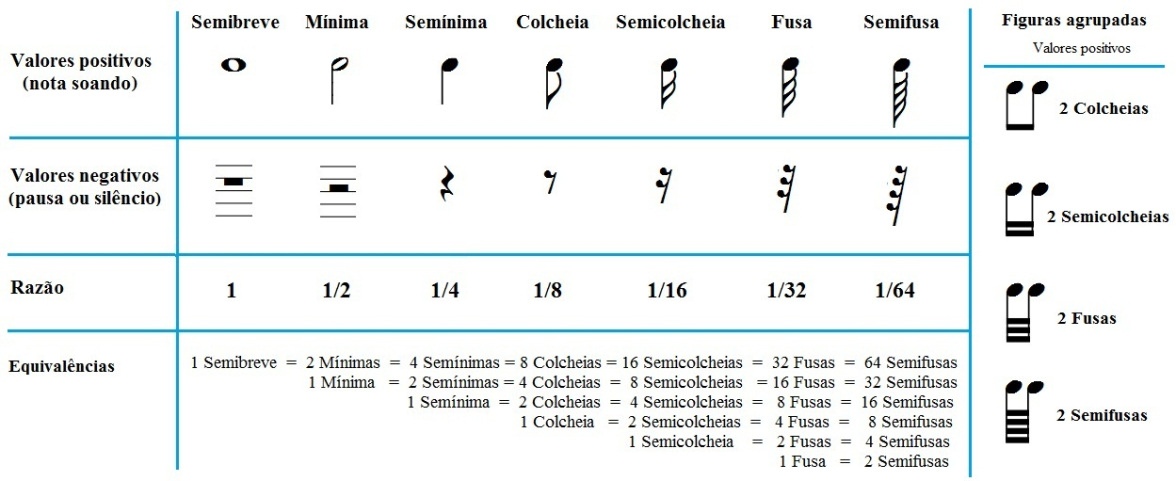 Semibreve Mínima Semínima Colcheia Semicolcheia Fusa Semifusa
Valores positivos
(nota soando)
Valores negativos
(pausa ou silêncio)
Razão 1 1/2 1/4 1/8 1/16 1/32 1/64
Equivalências
1 Semibreve = 2 Mínimas = 4 Semínimas = 8 Colcheias = 16 Semicolcheias = 32 Fusas = 64 Semifusas
1 Mínima = 2 Semínimas = 4 Colcheias = 8 Semicolcheias = 16 Fusas = 32 Semifusas
1 Semínima = 2 Colcheias = 4 Semicolcheias = 8 Fusas = 16 Semifusas
1 Colcheia = 2 Semicolcheias = 4 Fusas = 8 Semifusas
1 Semicolcheia = 2 Fusas = 4 Semifusas
1 Fusa = 2 Semifusas
Figuras agrupadas
Valores positivos
2 Colcheias
2 Semicolcheias
2 Fusas
2 Semifusas